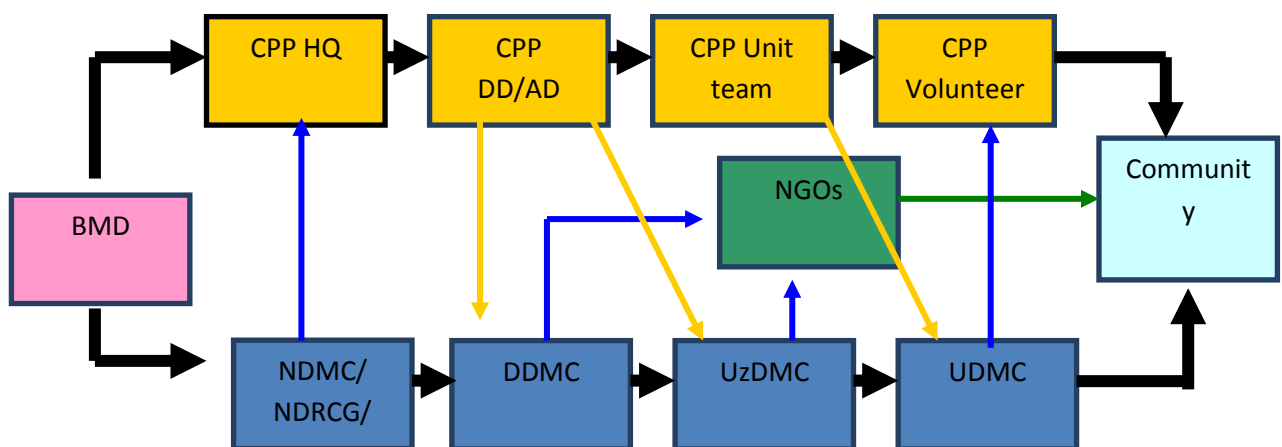 CPP HQ
CPP
DD/AD
CPP Unit
team
CPP
Volunteer
NGOs
Communit
y
BMD
NDMC/
NDRCG/
DDMC
UzDMC
UDMC